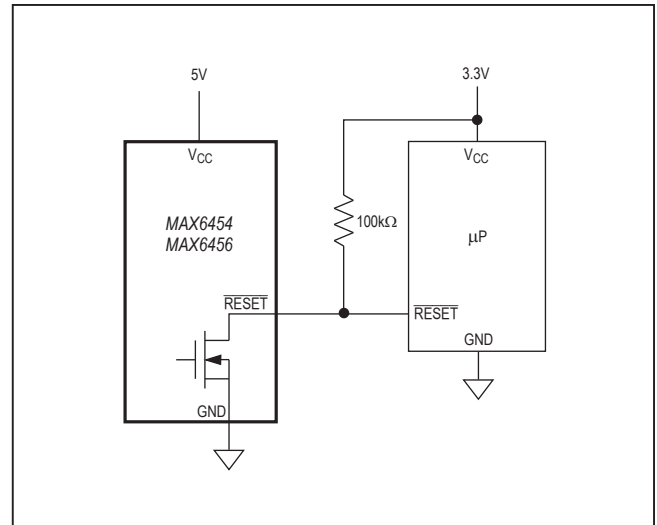 5V
3.3V
VCC
VCC
MAX6454
MAX6456
100kΩ
μP
RESET
RESET
GND
GND